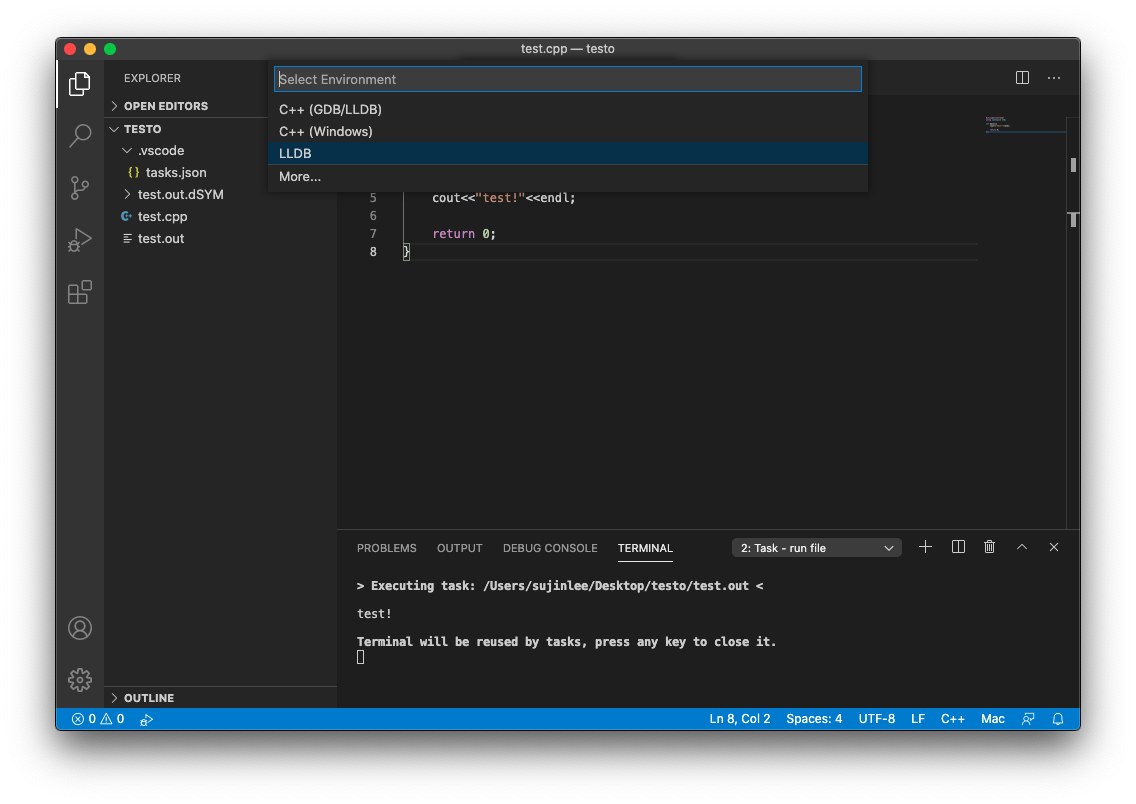 test.cpp — testo
EXPLORER
OPEN EDITORS
TESTO
.vscode
{} tasks.json
test.out.dSYM
test.cpp
test.out
OUTLINE
Select Environment
C++ (GDB/LLDB)
C++ (Windows)
LLDB
More...
5 cout<<"test!"<<endl;
6
7 return 0;
8 }
PROBLEMS OUTPUT DEBUG CONSOLE TERMINAL 2: Task - run file
> Executing task: /Users/sujinlee/Desktop/testo/test.out <
test!
Terminal will be reused by tasks, press any key to close it.
0 0 Ln 8, Col 2 Spaces: 4 UTF-8 LF C++ Mac